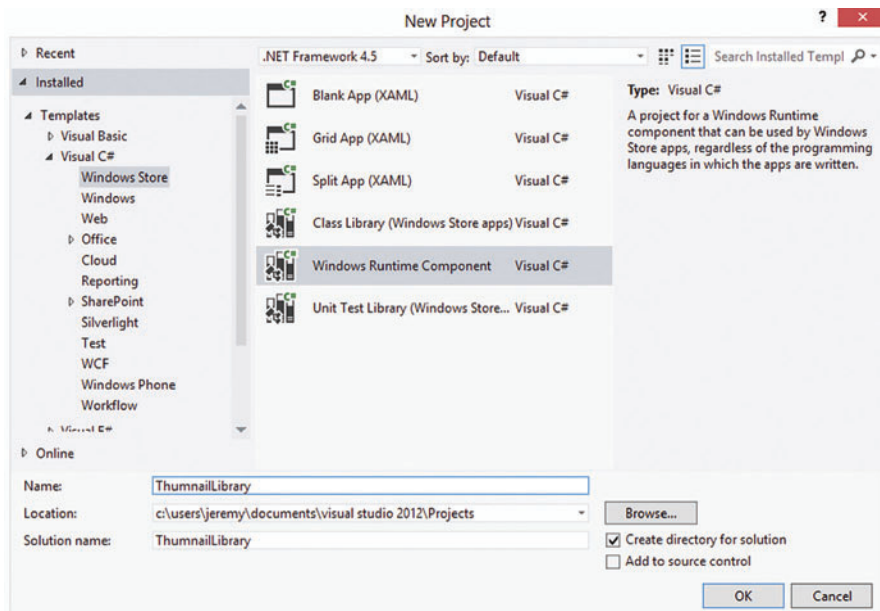 New Project
?
Recent
.NET Framework 4.5
Sort by: Default
Search Installed Templ
Installed
Templates
Visual Basic
Visual C#
Windows Store
Windows
Web
Office
Cloud
Reporting
SharePoint
Silverlight
Test
WCF
Windows Phone
Workflow
Online
Blank App (XAML) Visual C#
Grid App (XAML) Visual C#
Split App (XAML) Visual C#
Class Library (Windows Store apps) Visual C#
Windows Runtime Component Visual C#
Unit Test Library (Windows Store... Visual C#
Type: Visual C#
A project for a Windows Runtime
component that can be used by Windows
Store apps, regardless of the programming
languages in which the apps are written.
Name: ThumnailLibrary
Location: c:\users\jeremy\documents\visual studio 2012\Projects
Browse...
Solution name: ThumnailLibrary
Create directory for solution
Add to source control
OK
Cancel